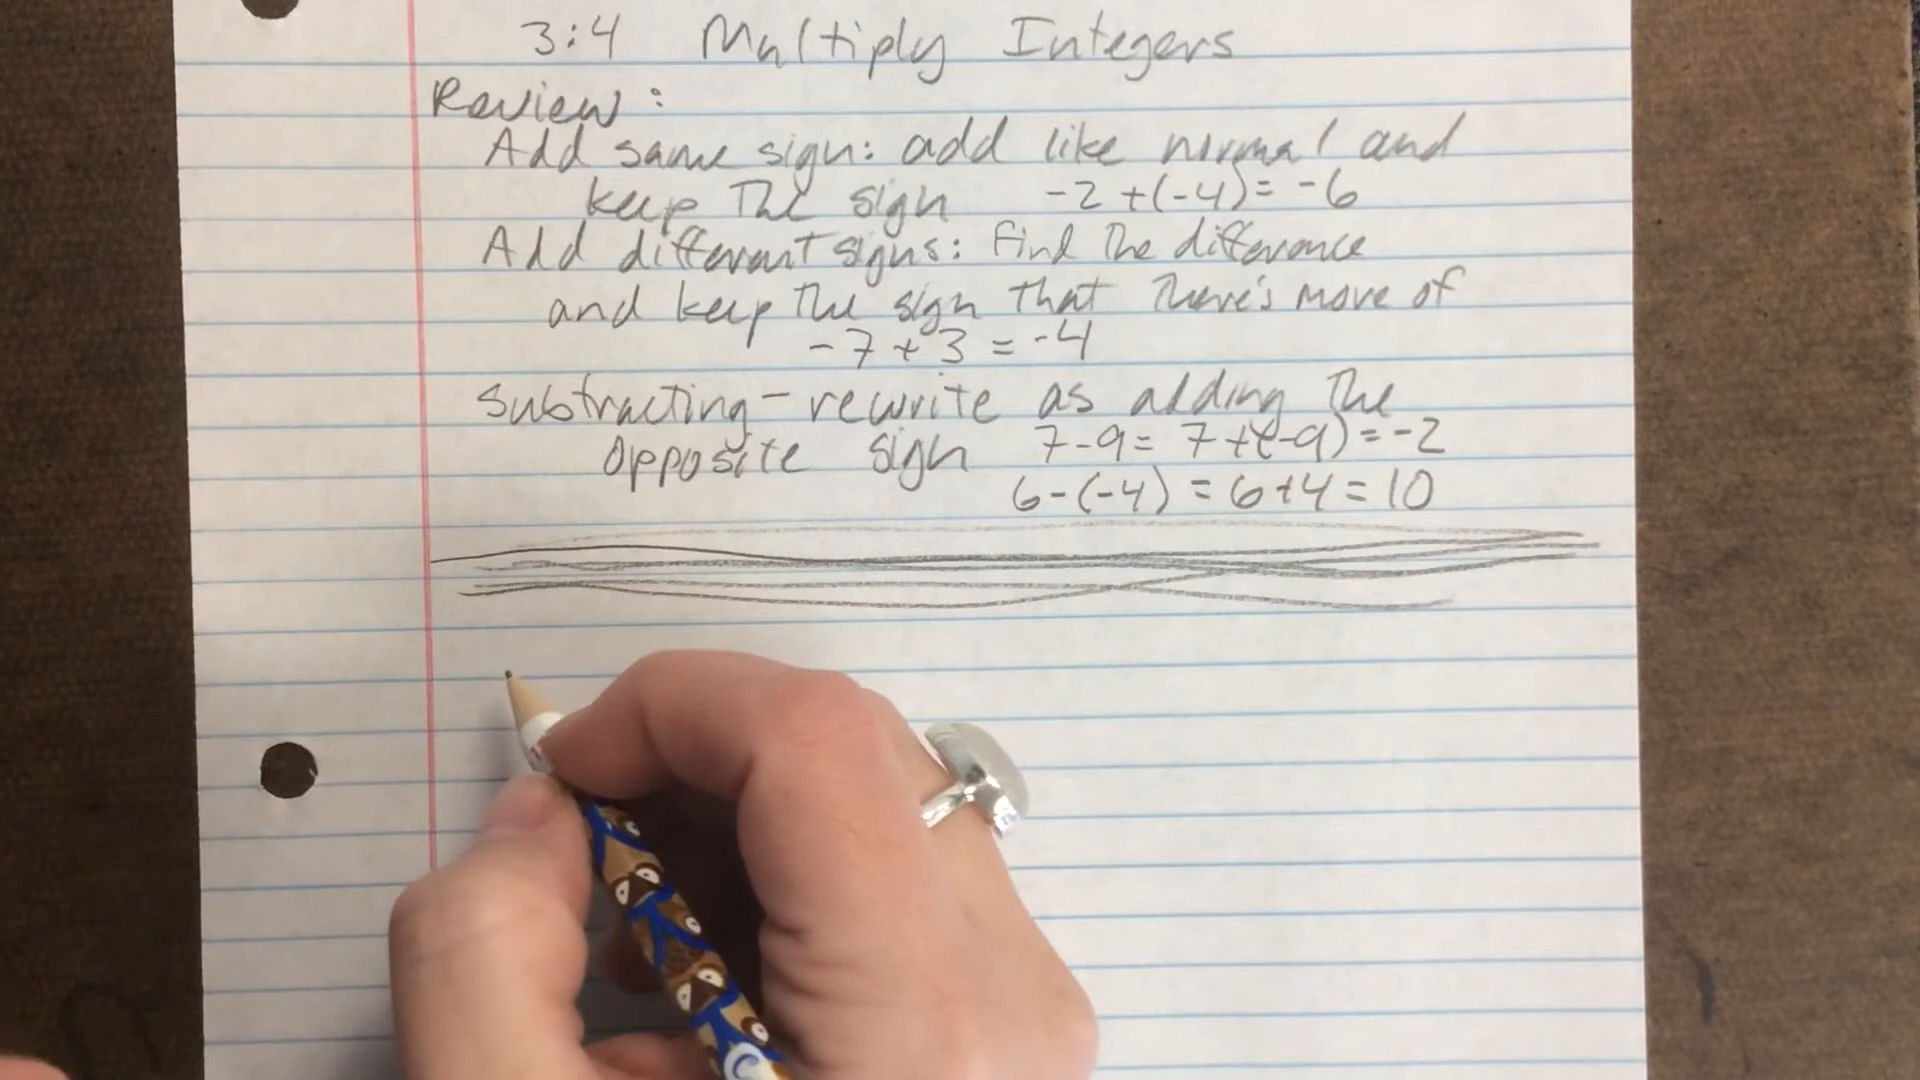 3:4 Multiply Integers
Review:
Add same sign: add like normal and
keep the sign -2 +(-4)= -6
Add different signs: Find the difference
and keep the sign that there's more of
-7 + 3 = -4
Subtracting - rewrite as adding the
opposite sign 7-9= 7+(-9)=-2
6-(-4) = 6+4 = 10